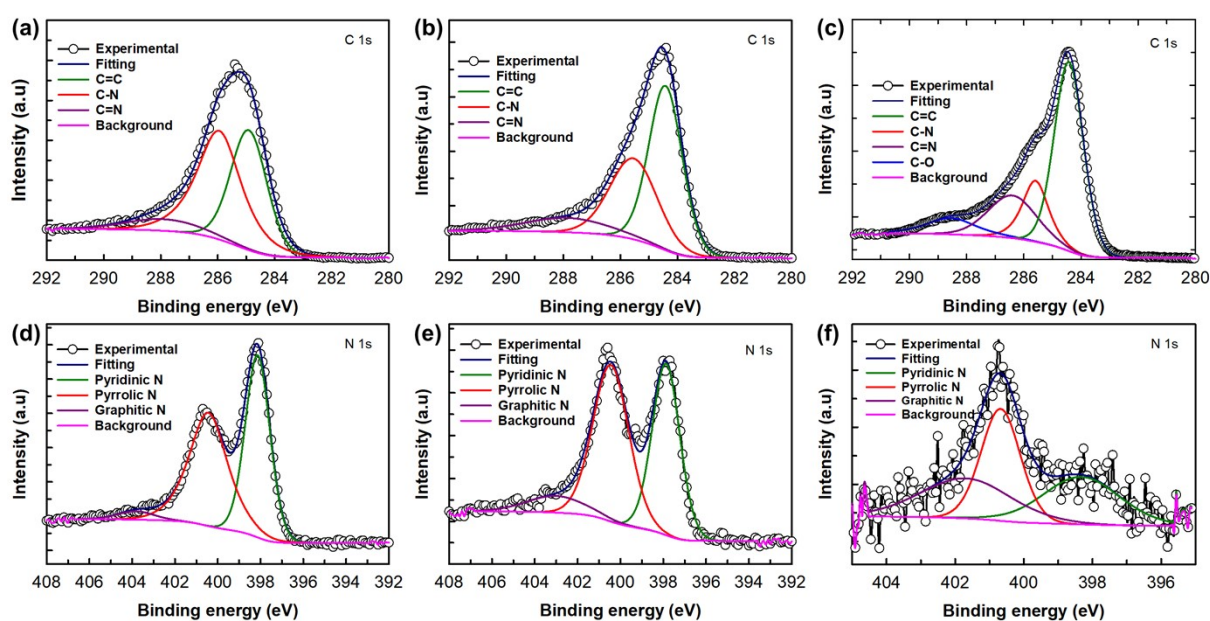 (a)
C 1s
Experimental
Fitting
C=C
C-N
C=N
Background
Intensity (a.u)
292 290 288 286 284 282 280
Binding energy (eV)
(b)
C 1s
Experimental
Fitting
C=C
C-N
C=N
Background
Intensity (a.u)
292 290 288 286 284 282 280
Binding energy (eV)
(c)
C 1s
Experimental
Fitting
C=C
C-N
C=N
C-O
Background
Intensity (a.u)
292 290 288 286 284 282 280
Binding energy (eV)
(d)
N 1s
Experimental
Fitting
Pyridinic N
Pyrrolic N
Graphitic N
Background
Intensity (a.u)
408 406 404 402 400 398 396 394 392
Binding energy (eV)
(e)
N 1s
Experimental
Fitting
Pyridinic N
Pyrrolic N
Graphitic N
Background
Intensity (a.u)
408 406 404 402 400 398 396 394 392
Binding energy (eV)
(f)
N 1s
Experimental
Fitting
Pyridinic N
Pyrrolic N
Graphitic N
Background
Intensity (a.u)
404 402 400 398 396
Binding energy (eV)